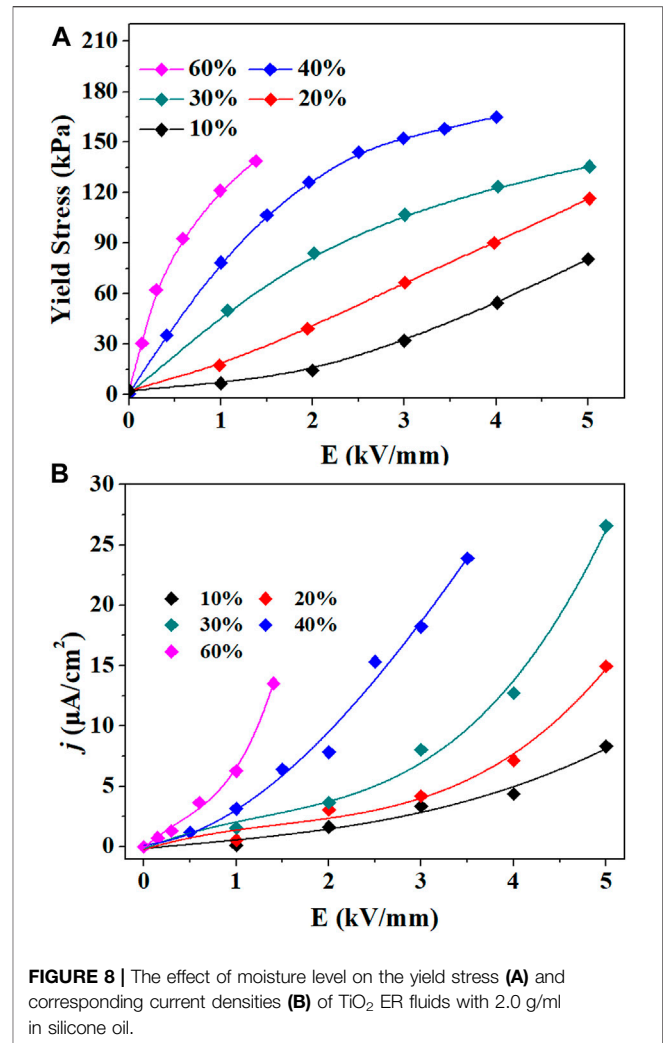 A
210
180
150
120
90
60
30
0
Yield Stress (kPa)
60% 40%
30% 20%
10%
0 1 2 3 4 5
E (kV/mm)
B
30
25
20
15
10
5
0
j (μA/cm²)
10% 20%
30% 40%
60%
0 1 2 3 4 5
E (kV/mm)
FIGURE 8 | The effect of moisture level on the yield stress (A) and
corresponding current densities (B) of TiO₂ ER fluids with 2.0 g/ml
in silicone oil.